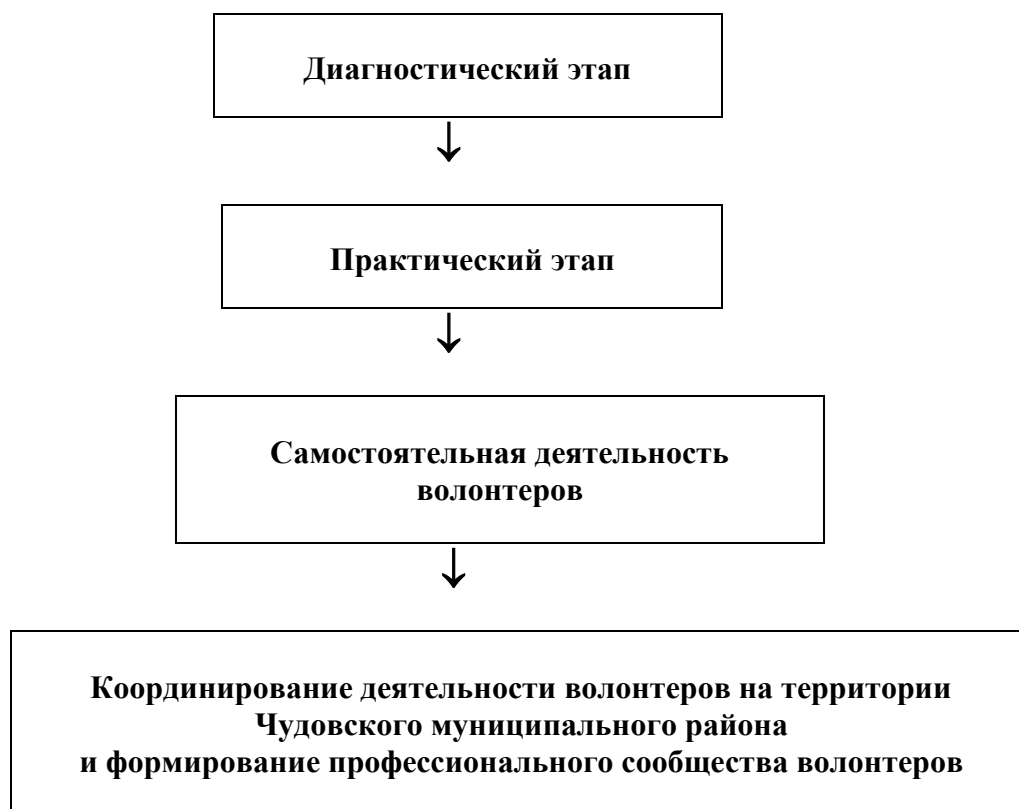 Диагностический этап
Практический этап
Самостоятельная деятельность
волонтеров
Координирование деятельности волонтеров на территории
Чудовского муниципального района
и формирование профессионального сообщества волонтеров